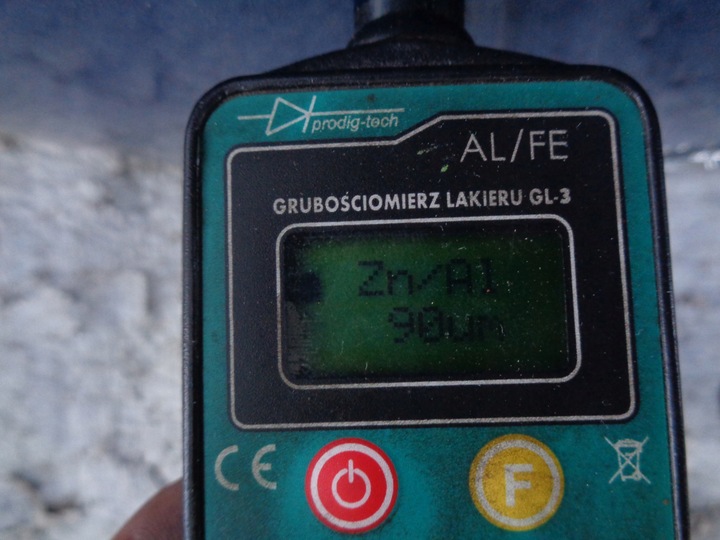 prodig-tech
AL/FE
GRUBOŚCIOMIERZ LAKIERU GL-3
Zn/Al
90um
CE
F